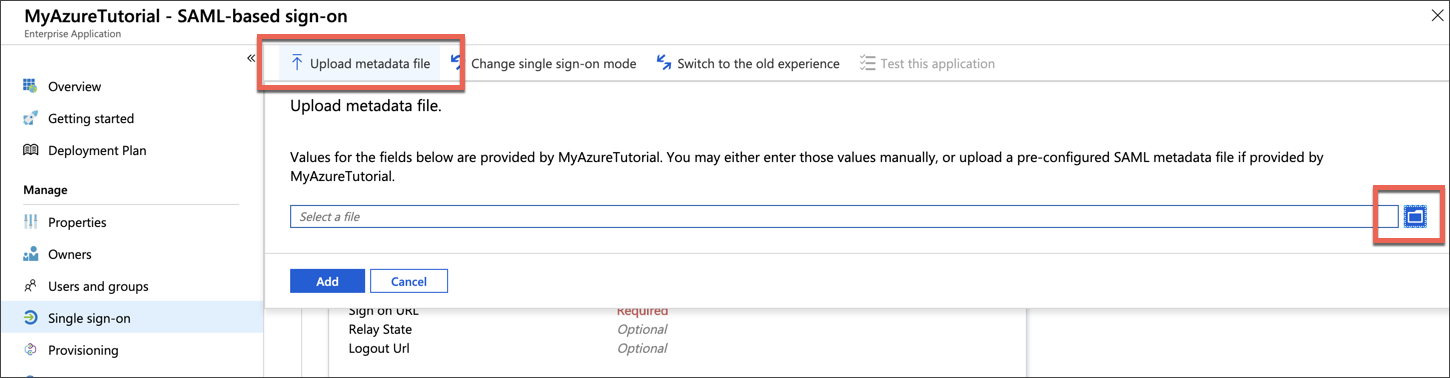 MyAzureTutorial - SAML-based sign-on
Enterprise Application
Upload metadata file
Change single sign-on mode
Switch to the old experience
Test this application
Overview
Getting started
Deployment Plan
Manage
Properties
Owners
Users and groups
Single sign-on
Provisioning
Upload metadata file.
Values for the fields below are provided by MyAzureTutorial. You may either enter those values manually, or upload a pre-configured SAML metadata file if provided by
MyAzureTutorial.
Select a file
Add
Cancel
Sign on URL Required
Relay State Optional
Logout Url Optional